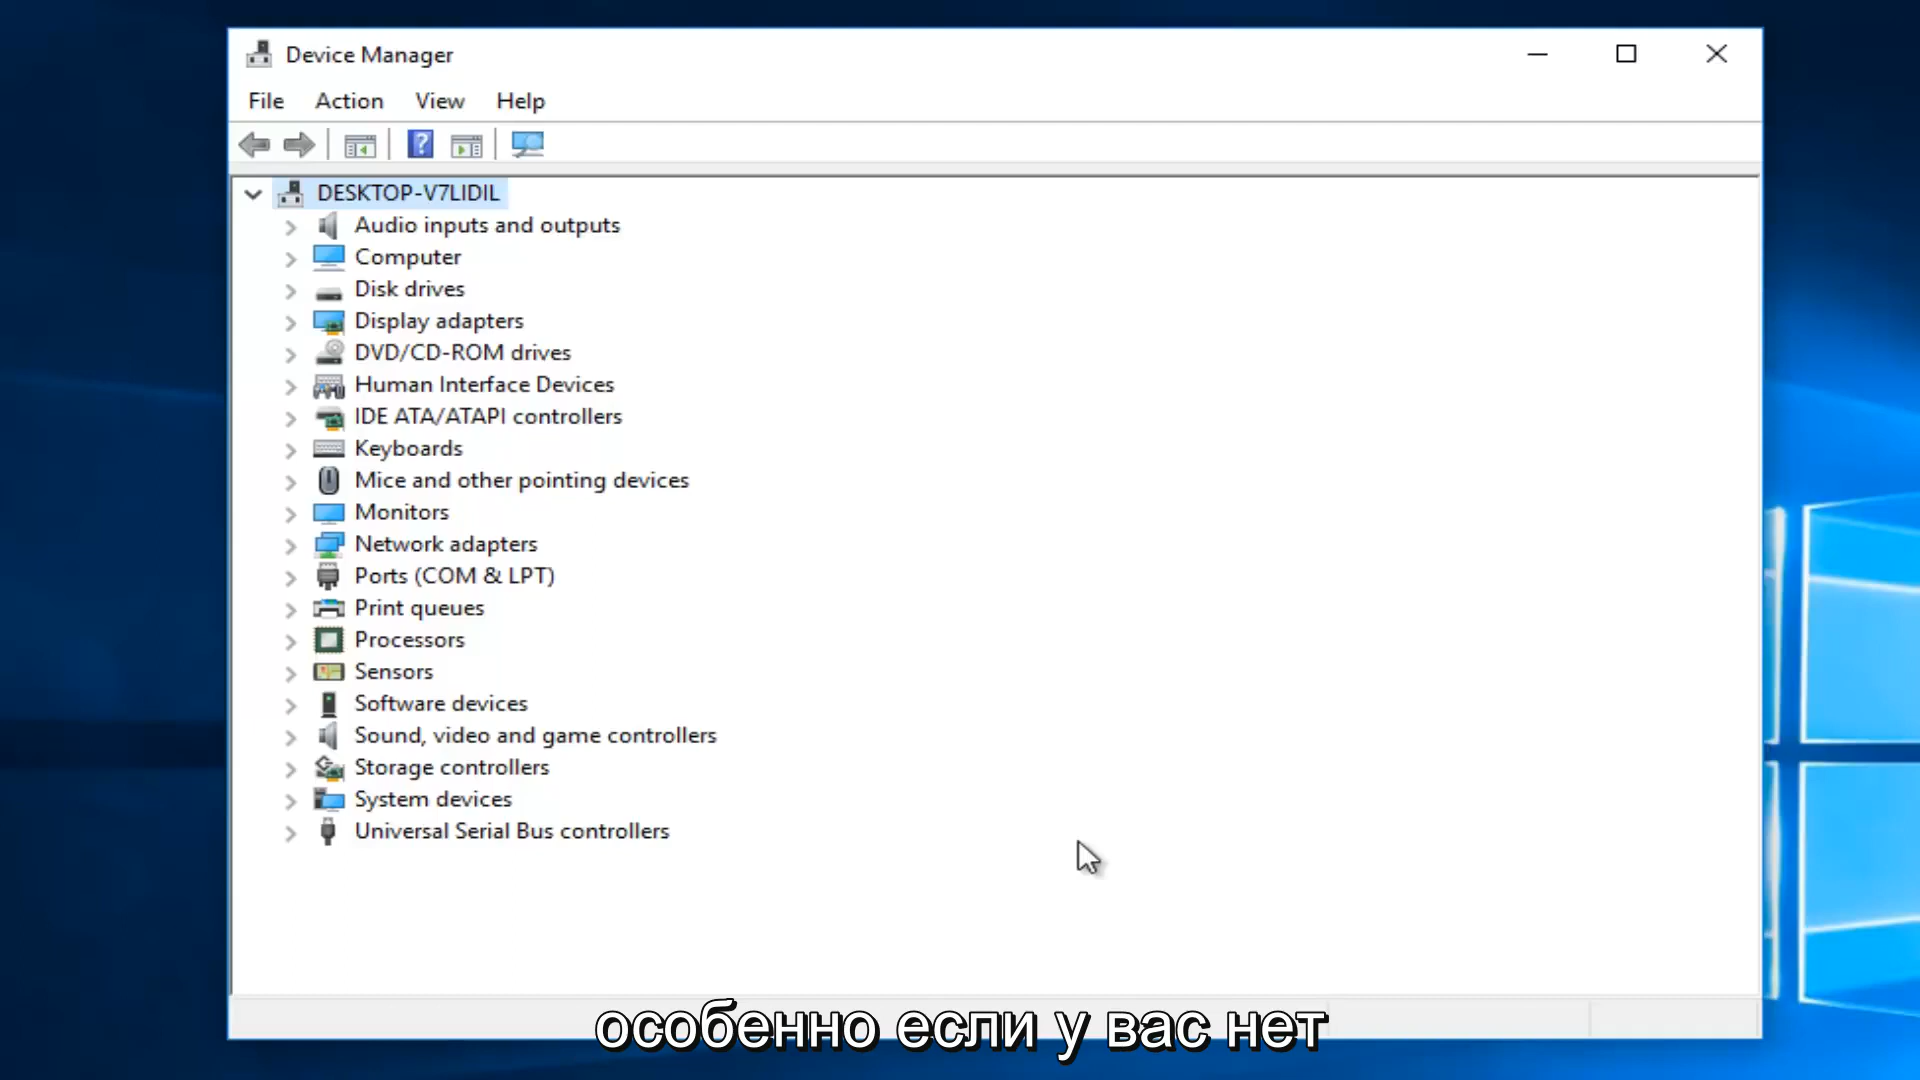 Device Manager
File Action View Help
DESKTOP-V7LIDIL
Audio inputs and outputs
Computer
Disk drives
Display adapters
DVD/CD-ROM drives
Human Interface Devices
IDE ATA/ATAPI controllers
Keyboards
Mice and other pointing devices
Monitors
Network adapters
Ports (COM & LPT)
Print queues
Processors
Sensors
Software devices
Sound, video and game controllers
Storage controllers
System devices
Universal Serial Bus controllers
особенно если у вас нет